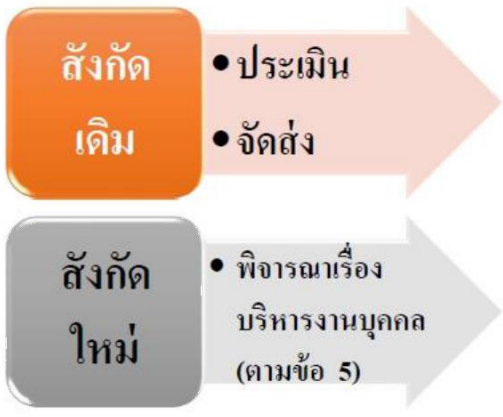 สังกัด
เดิม
• ประเมิน
• จัดส่ง
สังกัด
ใหม่
• พิจารณาเรื่อง
บริหารงานบุคคล
(ตามข้อ 5)